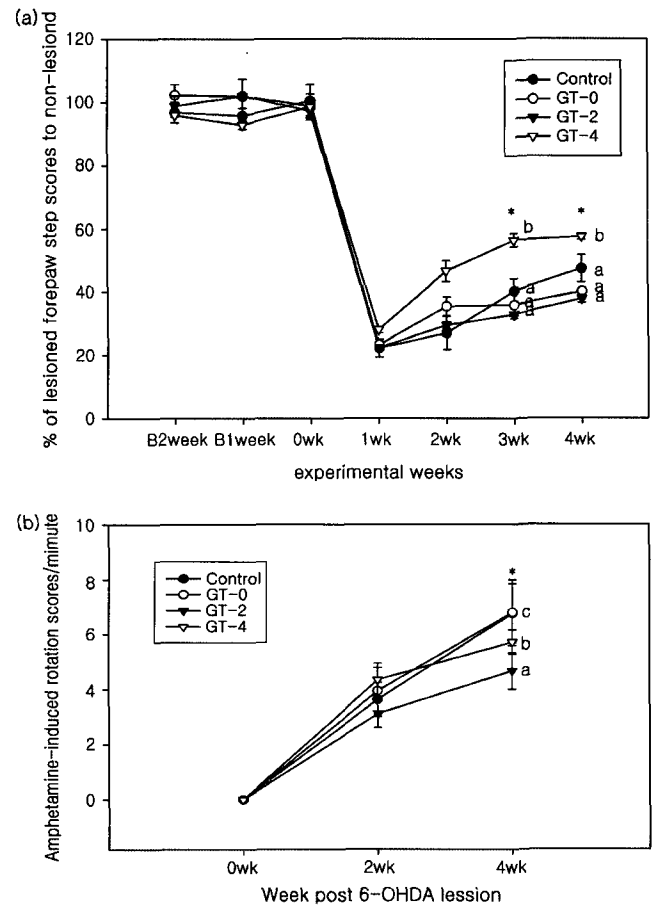 (a)
120
100
80
60
40
20
0
% of lesioned forepaw step scores to non-lesiond
Control
GT-0
GT-2
GT-4
*
*
b
b
a
a
a
a
a
a
B2week B1week 0wk 1wk 2wk 3wk 4wk
experimental weeks
(b)
10
8
6
4
2
0
Amphetamine-induced rotation scores/mimute
Control
GT-0
GT-2
GT-4
*
c
b
a
0wk 2wk 4wk
Week post 6-OHDA lession